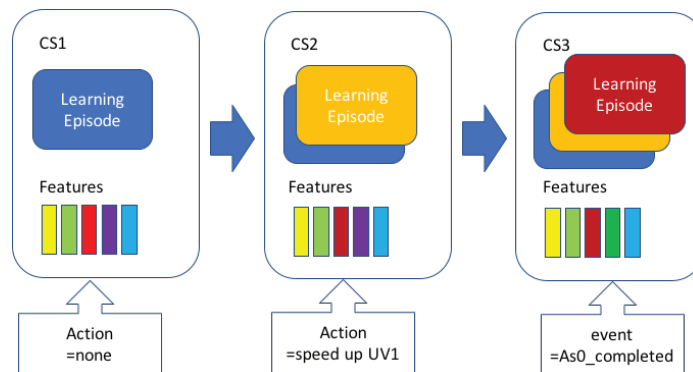 CS1
Learning
Episode
Features
Action
=none
CS2
Learning
Episode
Features
Action
=speed up UV1
CS3
Learning
Episode
Features
event
=As0_completed